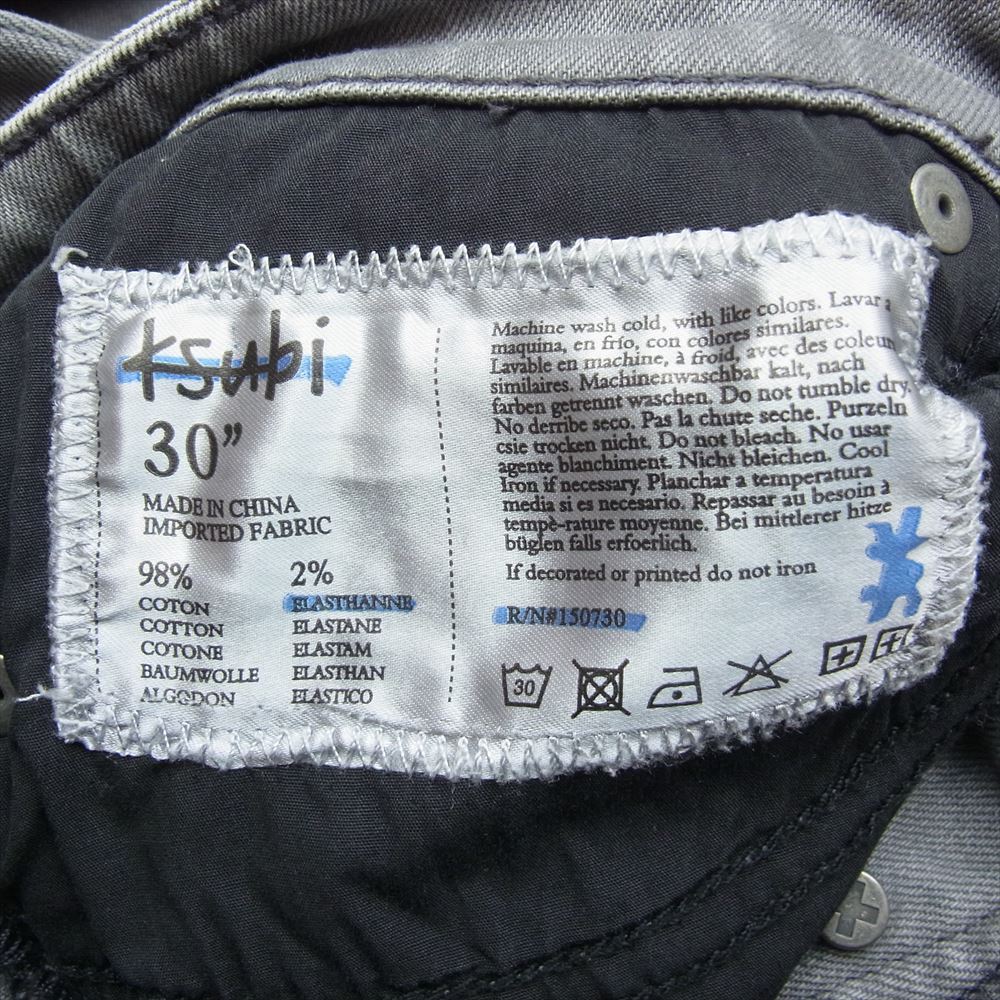 ksubi
30”
MADE IN CHINA
IMPORTED FABRIC
98%
COTON
COTTON
COTONE
BAUMWOLLE
ALGODON
2%
ELASTHANNE
ELASTANE
ELASTAM
ELASTHAN
ELASTICO
Machine wash cold, with like colors. Lavar a
maquina, en frío, con colores similares.
Lavable en machine, à froid, avec des coleun
similaires. Machinenwaschbar kalt, nach
farben getrennt waschen. Do not tumble dry.
No derribe seco. Pas la chute seche. Purzeln
csie trocken nicht. Do not bleach. No usar
agente blanchiment. Nicht bleichen. Cool
Iron if necessary. Planchar a temperatura
media si es necesario. Repassar au besoin à
tempè-rature moyenne. Bei mittlerer hitze
büglen falls erfoerlich.
If decorated or printed do not iron
R/N#150730
30